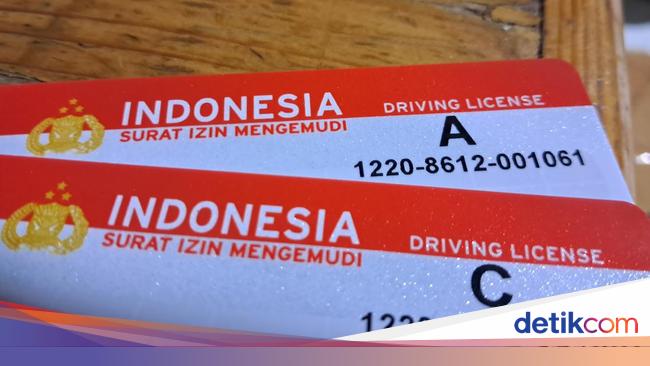 INDONESIA
SURAT IZIN MENGEMUDI
DRIVING LICENSE
A
1220-8612-001061
INDONESIA
SURAT IZIN MENGEMUDI
DRIVING LICENSE
C
detikcom